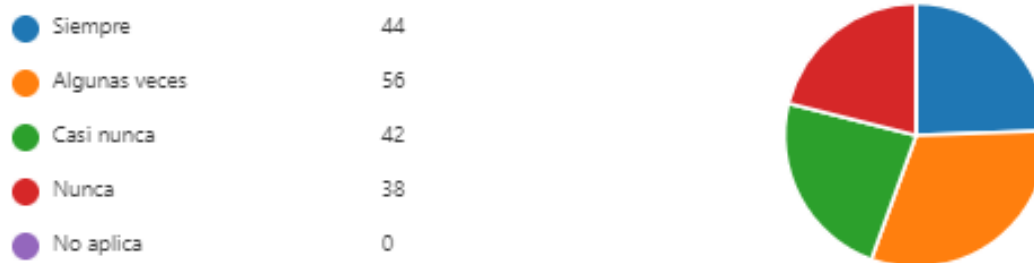 Siempre 44
Algunas veces 56
Casi nunca 42
Nunca 38
No aplica 0